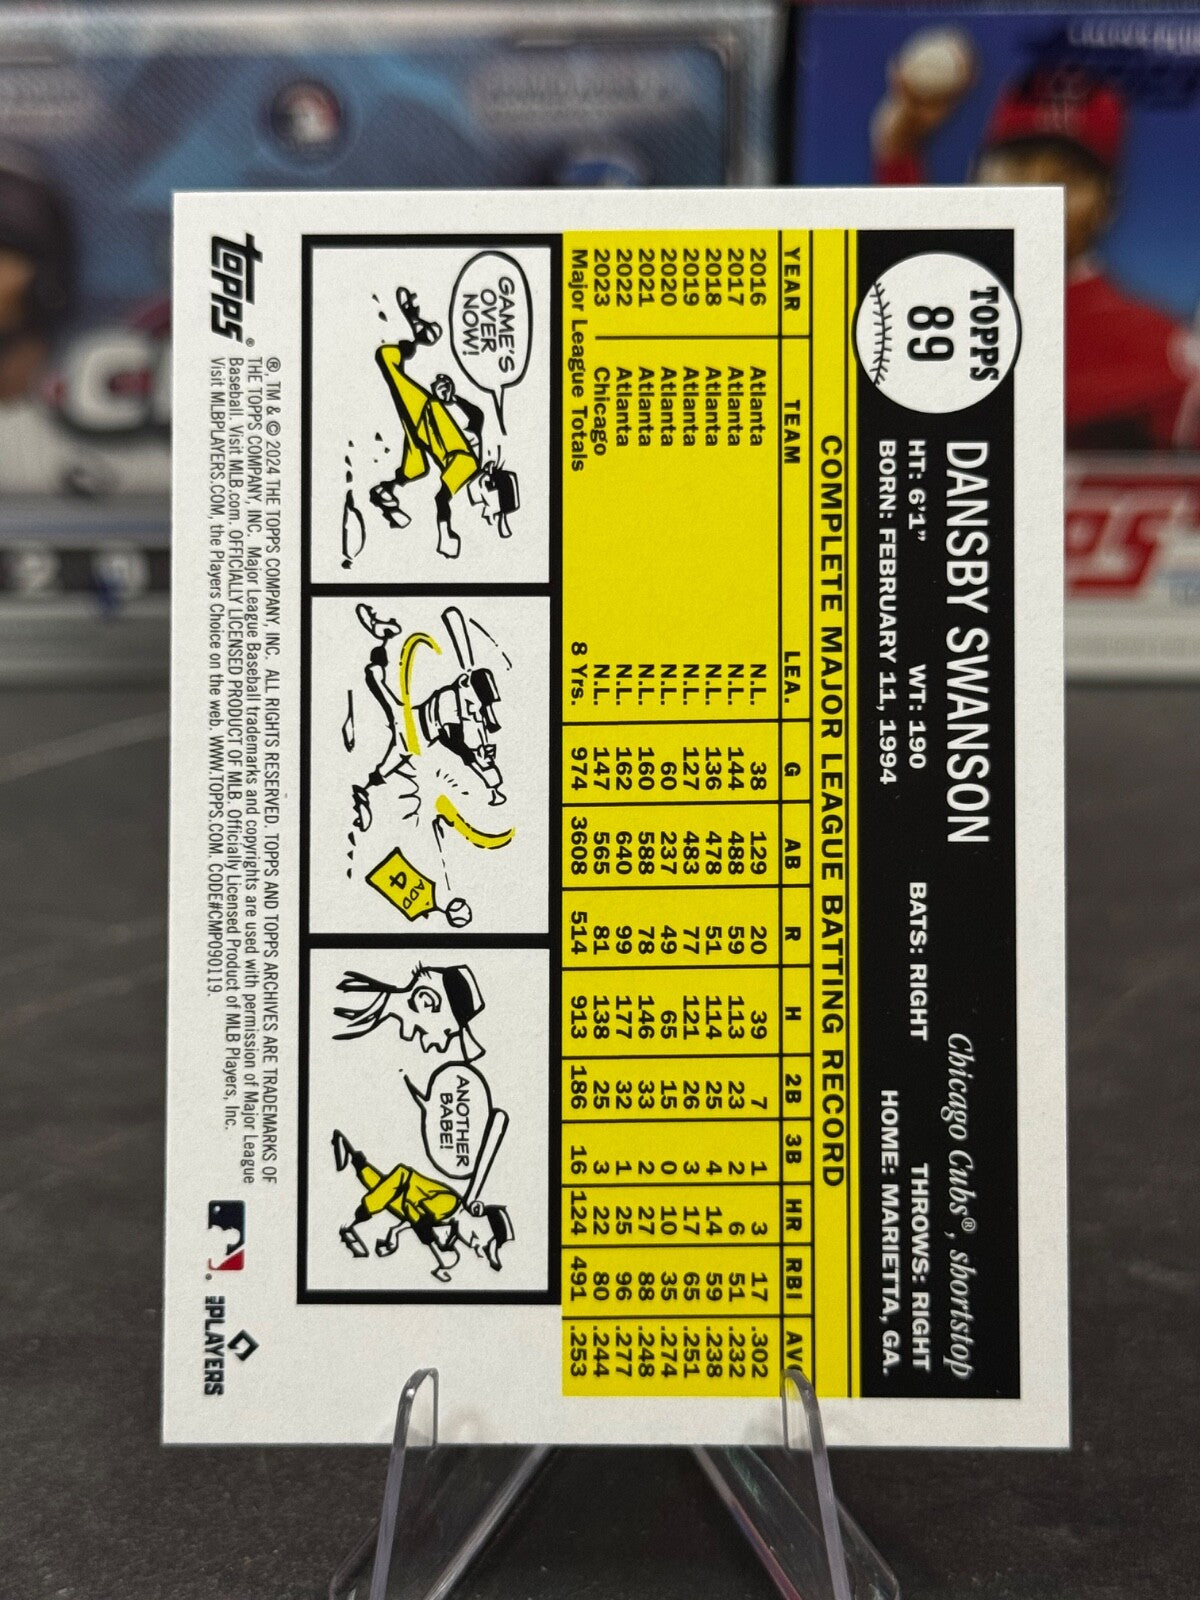 TOPPS
89
DANSBY SWANSON
Chicago Cubs®, shortstop
HT: 6'1" WT: 190 BATS: RIGHT THROWS: RIGHT
BORN: FEBRUARY 11, 1994 HOME: MARIETTA, GA.
COMPLETE MAJOR LEAGUE BATTING RECORD
YEAR TEAM LEA. G AB R H 2B 3B HR RBI AVG
2016 Atlanta N.L. 38 129 20 39 7 1 3 17 .302
2017 Atlanta N.L. 144 488 59 113 23 2 6 51 .232
2018 Atlanta N.L. 136 478 51 114 25 4 14 59 .238
2019 Atlanta N.L. 127 483 77 121 26 3 17 65 .251
2020 Atlanta N.L. 60 237 49 65 15 0 10 35 .274
2021 Atlanta N.L. 160 588 78 146 33 2 27 88 .248
2022 Atlanta N.L. 162 640 99 177 32 1 25 96 .277
2023 Chicago N.L. 147 565 81 138 25 3 22 80 .244
Major League Totals 8 Yrs. 974 3608 514 913 186 16 124 491 .253
GAME'S
OVER
NOW!
ADD
4
ANOTHER
BABE!
topps®
®, TM & © 2024 THE TOPPS COMPANY, INC. ALL RIGHTS RESERVED. TOPPS AND TOPPS ARCHIVES ARE TRADEMARKS OF
THE TOPPS COMPANY, INC. Major League Baseball trademarks and copyrights are used with permission of Major League
Baseball. Visit MLB.com. OFFICIALLY LICENSED PRODUCT OF MLB. Officially Licensed Product of MLB Players, Inc.
Visit MLBPLAYERS.COM, the Players Choice on the web. WWW.TOPPS.COM. CODE#CMP090119.
PLAYERS